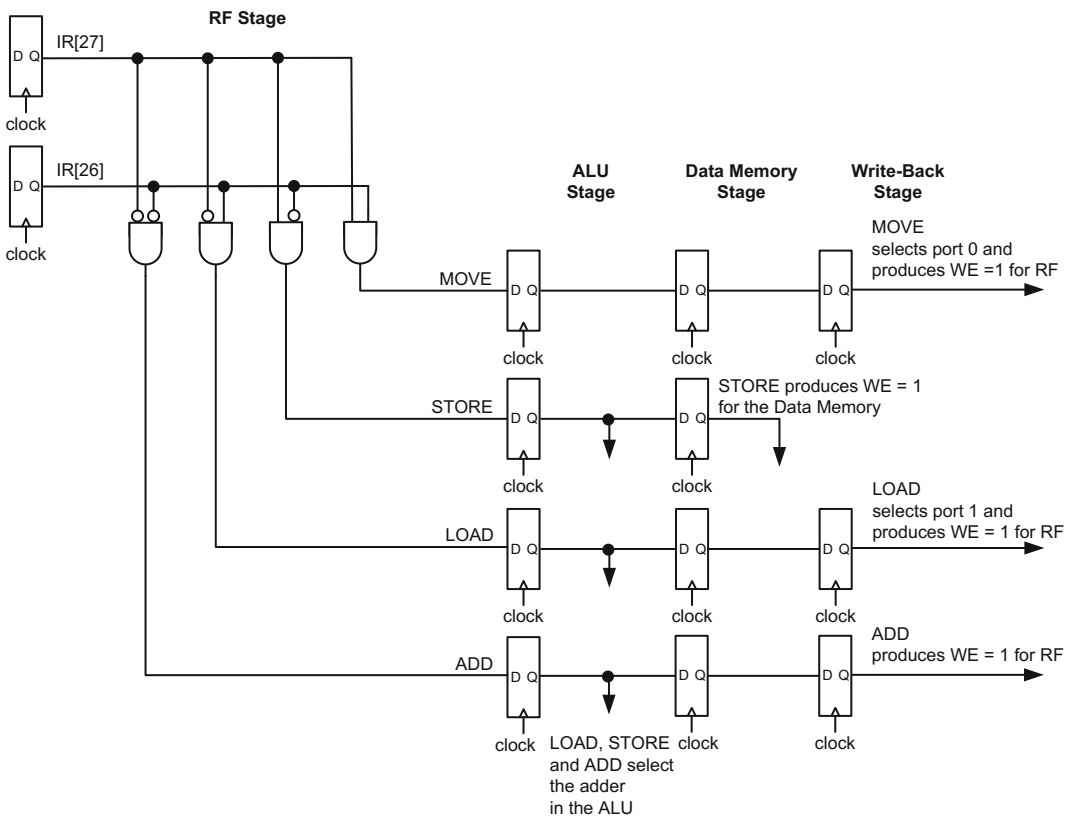 RF Stage
D Q
IR[27]
clock
D Q
IR[26]
clock
ALU
Stage
Data Memory
Stage
Write-Back
Stage
MOVE
selects port 0 and
produces WE =1 for RF
MOVE
D Q
D Q
D Q
clock
clock
clock
STORE
D Q
D Q
STORE produces WE = 1
for the Data Memory
clock
clock
LOAD
selects port 1 and
produces WE = 1 for RF
LOAD
D Q
D Q
D Q
clock
clock
clock
ADD
produces WE = 1 for RF
ADD
D Q
D Q
D Q
clock
clock
clock
LOAD, STORE
and ADD select
the adder
in the ALU